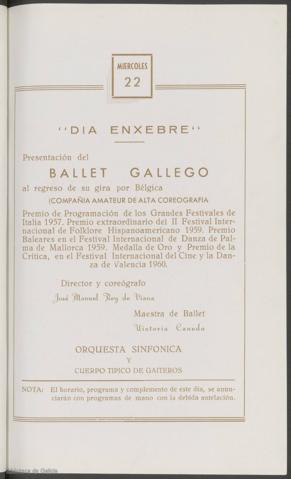 MIERCOLES
22
"DIA ENXEBRE"
Presentación del
BALLET GALLEGO
al regreso de su gira por Bélgica
(COMPAÑIA AMATEUR DE ALTA COREOGRAFIA
Premio de Programación de los Grandes Festivales de
Italia 1957. Premio extraordinario del II Festival Inter-
nacional de Folklore Hispanoamericano 1959. Premio
Baleares en el Festival Internacional de Danza de Pal-
ma de Mallorca 1959. Medalla de Oro y Premio de la
Crítica, en el Festival Internacional del Cine y la Dan-
za de Valencia 1960.
Director y coreógrafo
José Manuel Rey de Viana
Maestra de Ballet
Victoria Canedo
ORQUESTA SINFONICA
Y
CUERPO TIPICO DE GAITEROS
NOTA: El horario, programa y complemento de este día, se anun-
ciarán con programas de mano con la debida antelación.
Biblioteca de Galicia